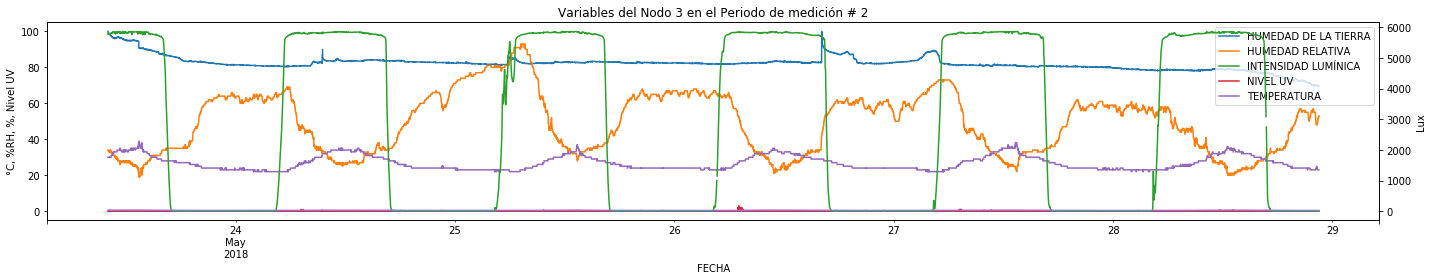 Variables del Nodo 3 en el Periodo de medición # 2
°C, %RH, %, Nivel UV
100
80
60
40
20
0
HUMEDAD DE LA TIERRA
HUMEDAD RELATIVA
INTENSIDAD LUMÍNICA
NIVEL UV
TEMPERATURA
6000
5000
4000
3000
2000
1000
0
Lux
24
May
2018
25
26
27
28
29
FECHA